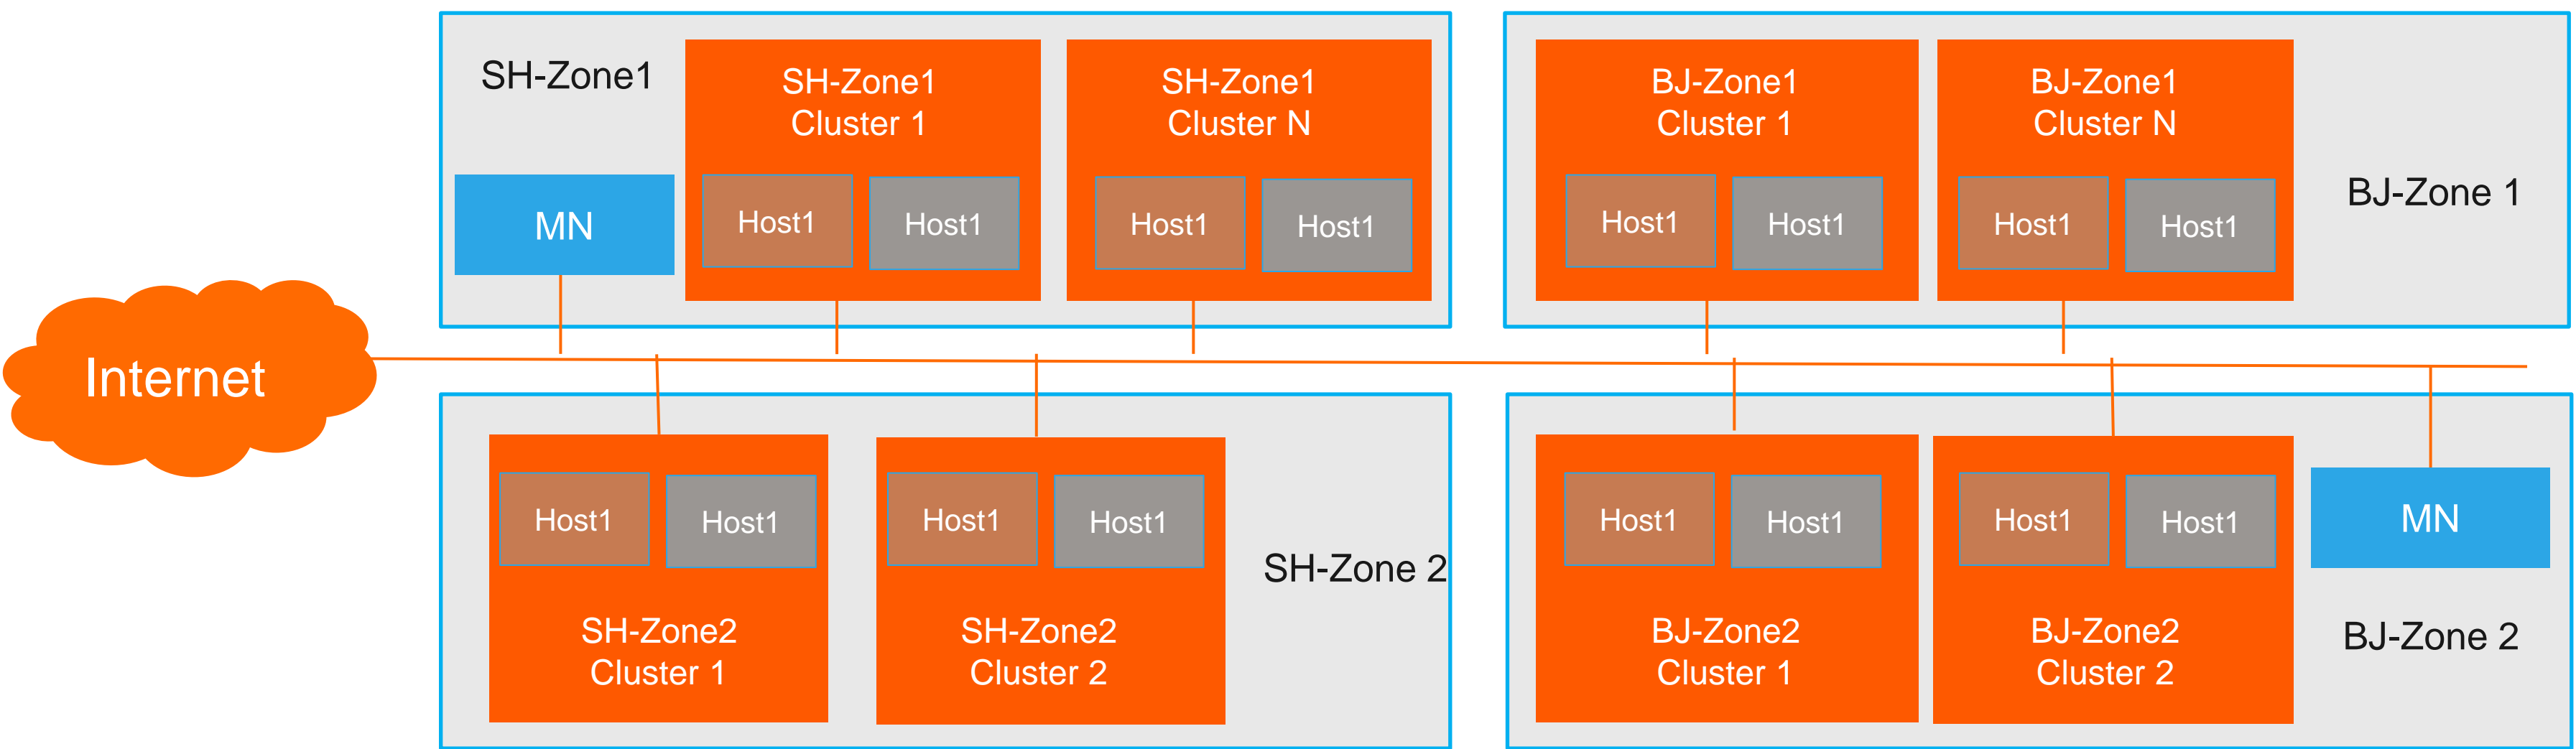 SH-Zone1
SH-Zone1
Cluster 1
SH-Zone1
Cluster N
MN
Host1
Host1
Host1
Host1
BJ-Zone1
Cluster 1
BJ-Zone1
Cluster N
Host1
Host1
Host1
Host1
BJ-Zone 1
Internet
Host1
Host1
Host1
Host1
SH-Zone2
Cluster 1
SH-Zone2
Cluster 2
SH-Zone 2
Host1
Host1
Host1
Host1
MN
BJ-Zone2
Cluster 1
BJ-Zone2
Cluster 2
BJ-Zone 2